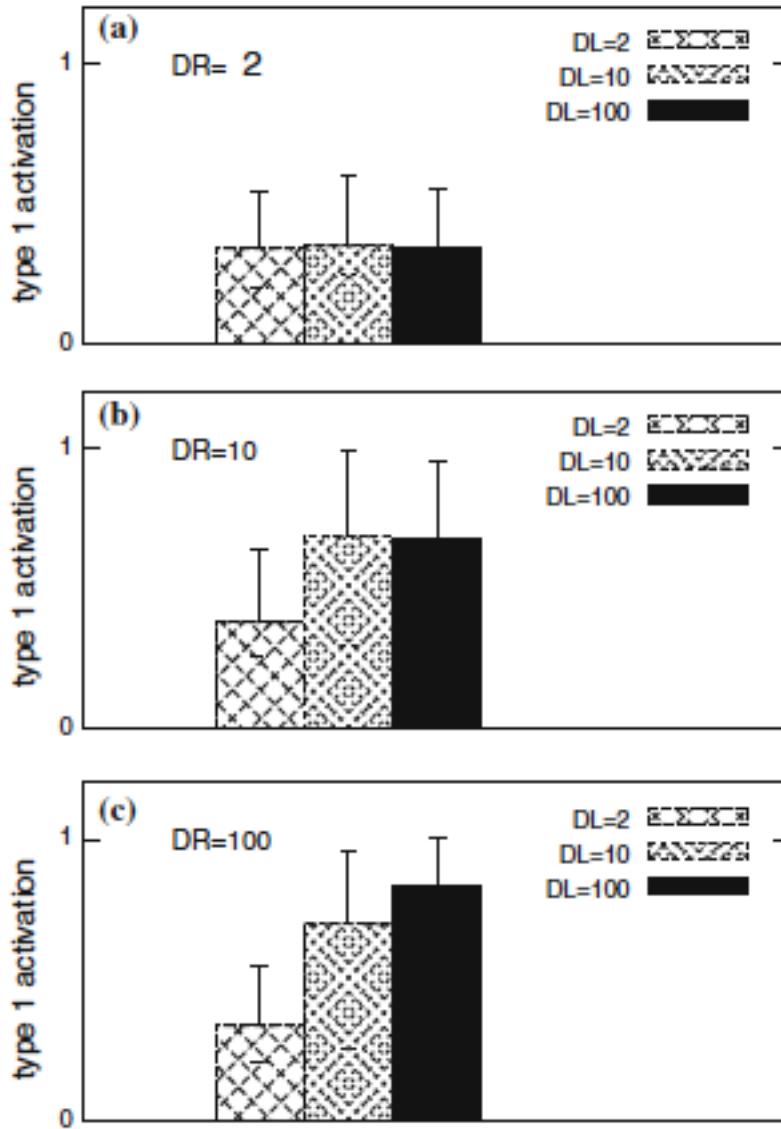 (a)
DR= 2
DL=2
DL=10
DL=100
1
0
type 1 activation
(b)
DR=10
DL=2
DL=10
DL=100
1
0
type 1 activation
(c)
DR=100
DL=2
DL=10
DL=100
1
0
type 1 activation